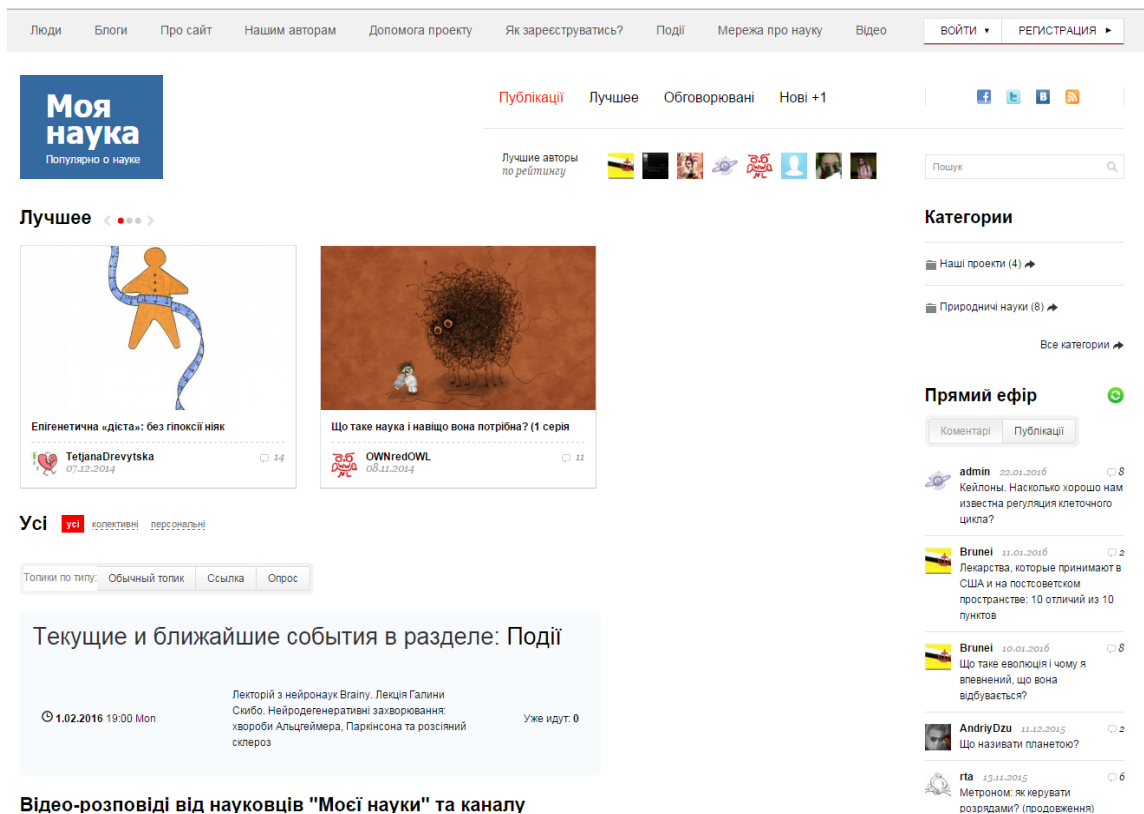 Люди Блоги Про сайт Нашим авторам Допомога проекту Як зареєструватись? Події Мережа про науку Відео ВОЙТИ РЕГИСТРАЦИЯ
Моя
наука
Популярно о науке
Публікації Лучшее Обговорювані Нові +1
Лучшие авторы
по рейтингу
Пошук
Лучшее
Епігенетична «дієта»: без гіпоксії ніяк
TetjanaDrevytska 14
07.12.2014
Що таке наука і навіщо вона потрібна? (1 серія
OWNredOWL 11
08.11.2014
Усі усі колективні персональні
Топики по типу: Обычный топик Ссылка Опрос
Текущие и ближайшие события в разделе: Події
1.02.2016 19:00 Mon
Лекторій з нейронаук Brainy. Лекція Галини
Скибо. Нейродегенеративні захворювання:
хвороби Альцгеймера, Паркінсона та розсіяний
склероз
Уже идут: 0
Відео-розповіді від науковців "Моєї науки" та каналу
Категории
Наші проекти (4)
Природничі науки (8)
Все категории
Прямий ефір
Коментарі Публікації
admin 22.01.2016 8
Кейлоны. Насколько хорошо нам
известна регуляция клеточного
цикла?
Brunei 11.01.2016 2
Лекарства, которые принимают в
США и на постсоветском
пространстве: 10 отличий из 10
пунктов
Brunei 10.01.2016 8
Що таке еволюція і чому я
впевнений, що вона
відбувається?
AndriyDzu 11.12.2015 2
Що називати планетою?
rta 13.11.2015 6
Метроном: як керувати
розрядами? (продовження)